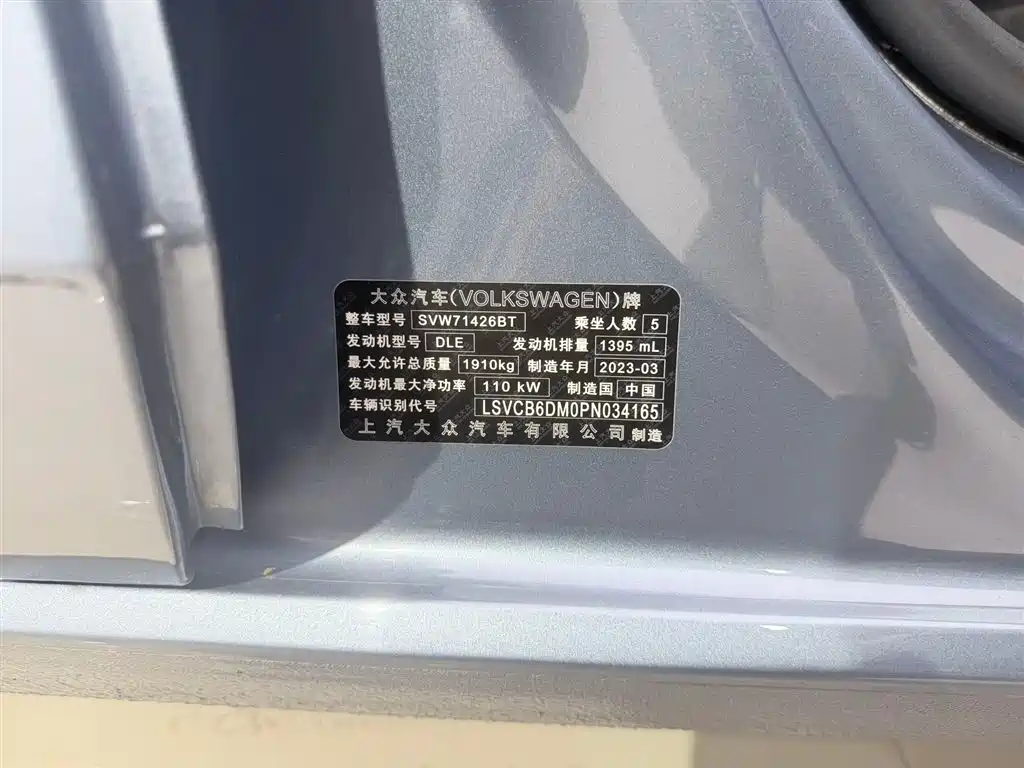 大众汽车(VOLKSWAGEN)牌
整车型号 SVW71426BT 乘坐人数 5
发动机型号 DLE 发动机排量 1395 mL
最大允许总质量 1910kg 制造年月 2023-03
发动机最大净功率 110 kW 制造国 中国
车辆识别代号 LSVCB6DM0PN034165
上汽大众汽车有限公司制造